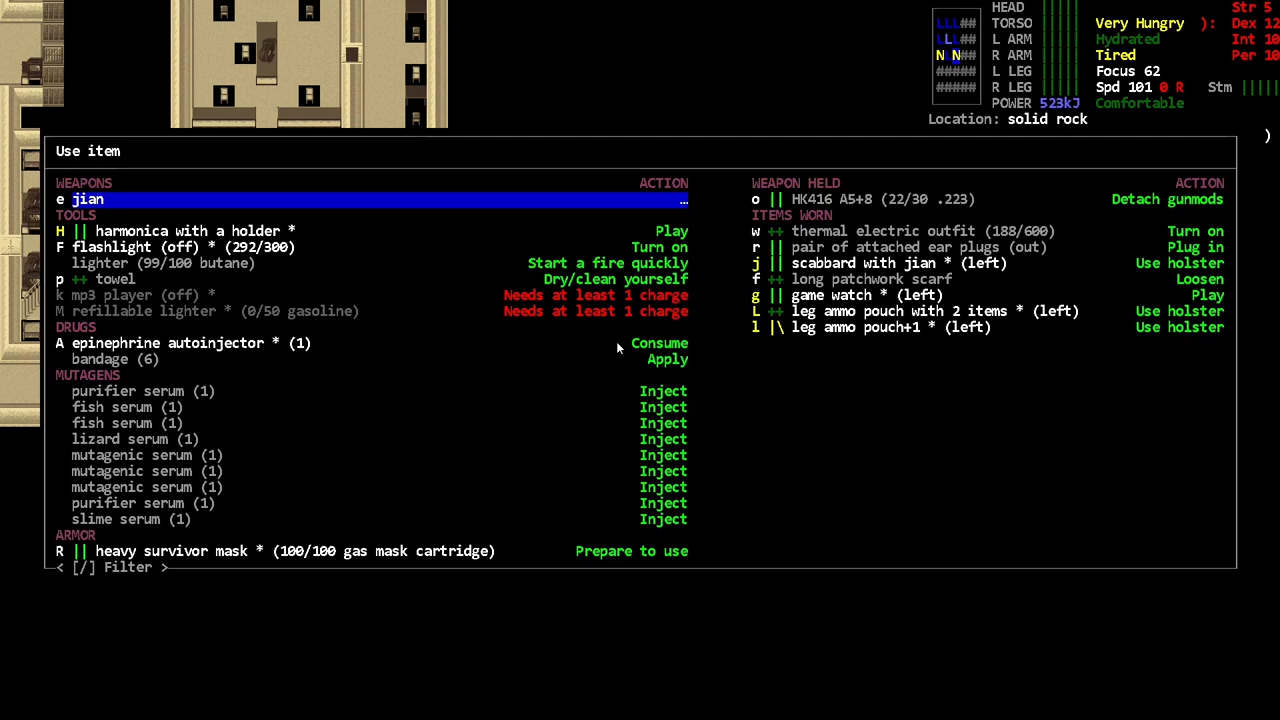 HEAD Str 5
LLL## TORSO ||||| Very Hungry ): Dex 12
LLL## L ARM ||||| Hydrated Int 10
NLN R ARM ||||| Tired Per 10
##### L LEG ||||| Focus 62
##### R LEG ||||| Spd 101 0 R Stm |||||
POWER 523kJ Comfortable
Location: solid rock
)
Use item
WEAPONS ACTION
e jian …
TOOLS
H || harmonica with a holder * Play
F flashlight (off) * (292/300) Turn on
lighter (99/100 butane) Start a fire quickly
p ++ towel Dry/clean yourself
k mp3 player (off) * Needs at least 1 charge
M refillable lighter * (0/50 gasoline) Needs at least 1 charge
DRUGS
A epinephrine autoinjector * (1) Consume
bandage (6) Apply
MUTAGENS
purifier serum (1) Inject
fish serum (1) Inject
fish serum (1) Inject
lizard serum (1) Inject
mutagenic serum (1) Inject
mutagenic serum (1) Inject
mutagenic serum (1) Inject
purifier serum (1) Inject
slime serum (1) Inject
ARMOR
R || heavy survivor mask * (100/100 gas mask cartridge) Prepare to use
< [/] Filter >
WEAPON HELD ACTION
o || HK416 A5+8 (22/30 .223) Detach gunmods
ITEMS WORN
w ++ thermal electric outfit (188/600) Turn on
r || pair of attached ear plugs (out) Plug in
j || scabbard with jian * (left) Use holster
f ++ long patchwork scarf Loosen
g || game watch * (left) Play
L ++ leg ammo pouch with 2 items * (left) Use holster
l |\ leg ammo pouch+1 * (left) Use holster